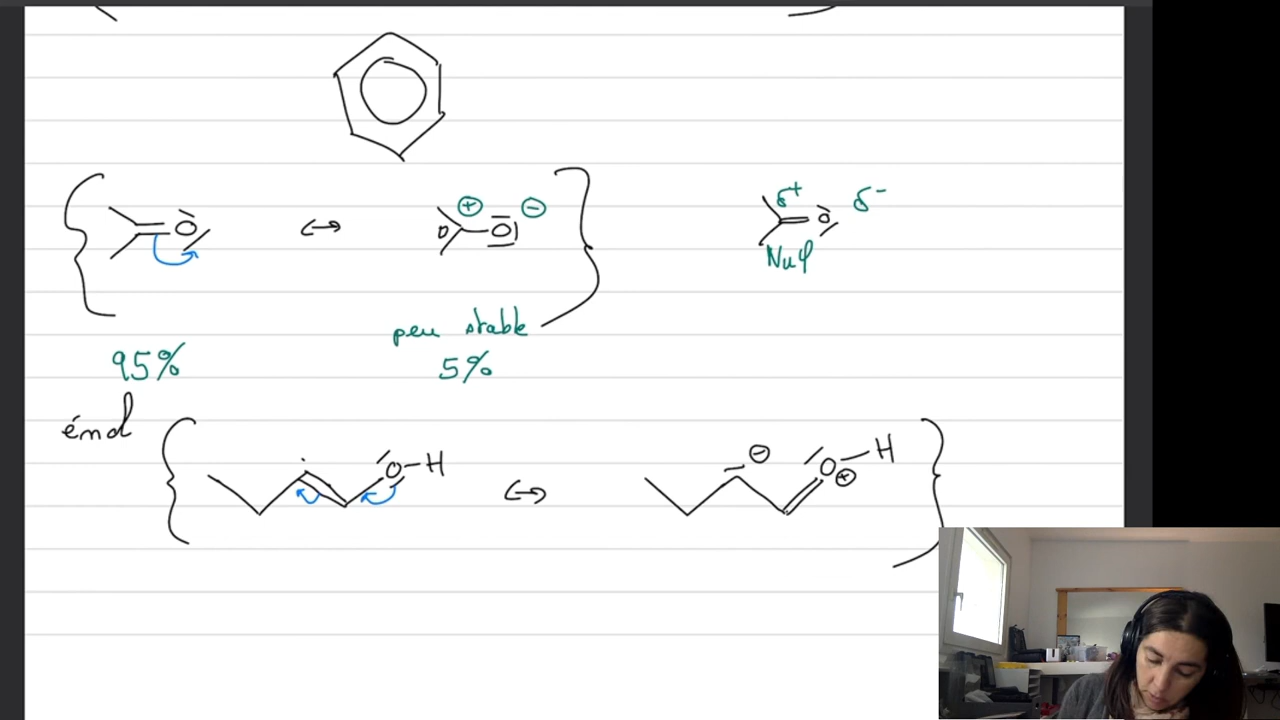 ⊕ ⊖ δ+ δ-
O ↔ O O
Nuφ
peu stable
95% 5%
énol
O-H ↔ ⊖ O-H
⊕